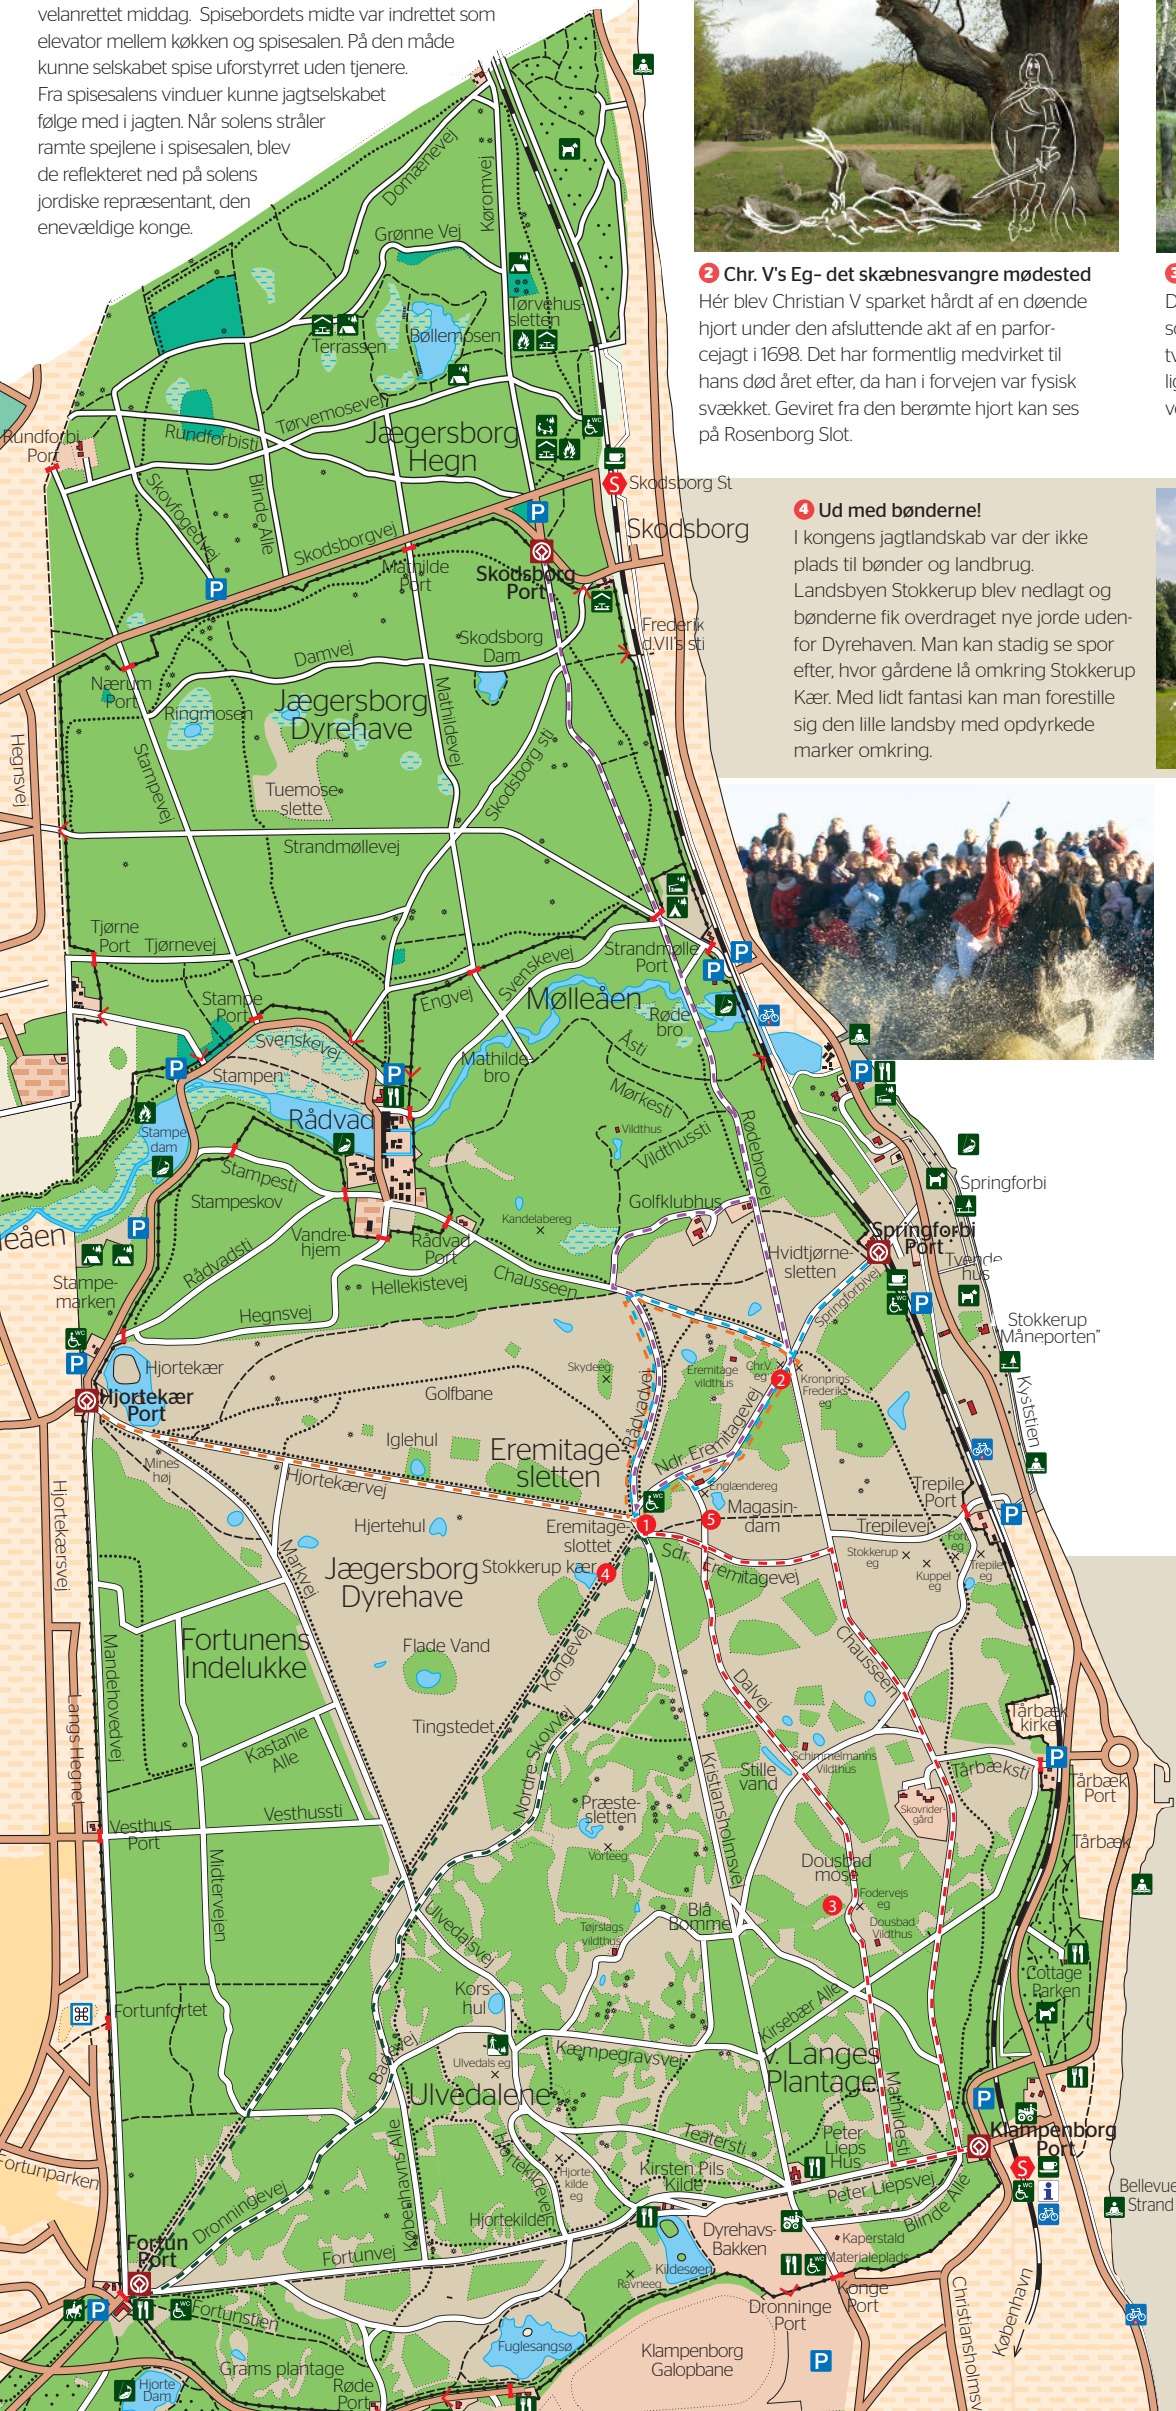 velanrettet middag.  Spisebordets midte var indrettet som
elevator mellem køkken og spisesalen. På den måde
kunne selskabet spise uforstyrret uden tjenere.
Fra spisesalens vinduer kunne jagtselskabet
følge med i jagten. Når solens stråler
ramte spejlene i spisesalen, blev
de reflekteret ned på solens
jordiske repræsentant, den
enevældige konge.
2 Chr. V's Eg- det skæbnesvangre mødested
Hér blev Christian V sparket hårdt af en døende
hjort under den afsluttende akt af en parfor-
cejagt i 1698. Det har formentlig medvirket til
hans død året efter, da han i forvejen var fysisk
svækket. Geviret fra den berømte hjort kan ses
på Rosenborg Slot.
4 Ud med bønderne!
I kongens jagtlandskab var der ikke
plads til bønder og landbrug.
Landsbyen Stokkerup blev nedlagt og
bønderne fik overdraget nye jorde uden-
for Dyrehaven. Man kan stadig se spor
efter, hvor gårdene lå omkring Stokkerup
Kær. Med lidt fantasi kan man forestille
sig den lille landsby med opdyrkede
marker omkring.
Domænevej
Køromvej
Grønne Vej
Tørvehus-
sletten
Terrassen
Bøllemosen
Tørvemosevej
Rundforbisti
Rundforbi
Port
Jægersborg
Hegn
Skovfogedvej
Blinde Alle
Skodsborgvej
Skodsborg St
Skodsborg
Mathilde
Port
Skodsborg
Port
Frederik
d.VII's sti
Skodsborg
Dam
Damvej
Nærum
Port
Ringmosen
Jægersborg
Dyrehave
Mathildevej
Skodsborg sti
Hegnsvej
Stampevej
Tuemose-
slette
Strandmøllevej
Tjørne
Port
Tjørnevej
Strandmølle
Port
Svenskevej
Engvej
Mølleåen
Stampe
Port
Svenskevej
Røde
bro
Åsti
Mathilde-
bro
Stampen
Mørkesti
Rådvad
Vildthus
Vildthussti
Rødebrovej
Stampe
dam
Stampesti
Stampeskov
Golfklubhus
Kandelabereg
Springforbi
Springforbi
Port
Vandre-
hjem
Rådvad
Port
Hvidtjørne-
sletten
Tvende
hus
Rådvadsti
Hellekistevej
Chausseen
Springforbivej
Stampe-
marken
Hegnsvej
Stokkerup
"Måneporten"
Hjortekær
Hjortekær
Port
Skydeeg
Eremitage
vildthus
Chr.V.
eg
2
Kronprins
Frederiks
eg
Golfbane
Rådvadvej
Kyststien
Iglehul
Eremitage
sletten
Ndr. Eremitagevej
Mines
høj
Hjortekærvej
Englændereg
Magasin-
dam
Trepile
Port
Hjortekærsvej
Hjertehul
Eremitage-
slottet
1
5
Trepilevej
Fort
eg
Stokkerup
eg
Kuppel
eg
Trepile
eg
Markvej
Jægersborg
Dyrehave
Stokkerup kær
4
Sdr. Eremitagevej
Fortunens
Indelukke
Flade Vand
Kongevej
Chausseen
Mandehovedvej
Langs Hegnet
Dalvej
Tingstedet
Tårbæk
kirke
Kastanie
Alle
Nordre Skovvej
Kristiansholmsvej
Stille
vand
Schimmelmanns
Vildthus
Tårbæksti
Tårbæk
Port
Skovrider-
gård
Vesthussti
Præste-
sletten
Vesthus
Port
Vorteeg
Tårbæk
Midtervejen
Dousbad
mose
Fodervejs
eg
3
Dousbad
Vildthus
Ulvedalsvej
Blå
Bomme
Tøjrslags
vildthus
Kors-
hul
Cottage
Parken
Fortunfortet
Kirsebær Alle
Badevej
Ulvedals eg
Kæmpegravsvej
v. Langes
Plantage
Ulvedalene
Københavns Alle
Mathildesti
Klampenborg
Port
Hjortekildevej
Teatersti
Peter
Lieps
Hus
Hjorte-
kilde
eg
Kirsten Pils
Kilde
Peter Liepsvej
Blinde Alle
Bellevue
Strand
Dronningevej
Hjortekilden
Dyrehavs-
Bakken
Kaperstald
Materialeplads
Fortun
Port
Fortunvej
Kildesøen
Ravneeg
Konge
Port
Dronninge
Port
Fortunstien
Fuglesangsø
Klampenborg
Galopbane
København
Grams plantage
Røde
Port
Hjorte
Dam